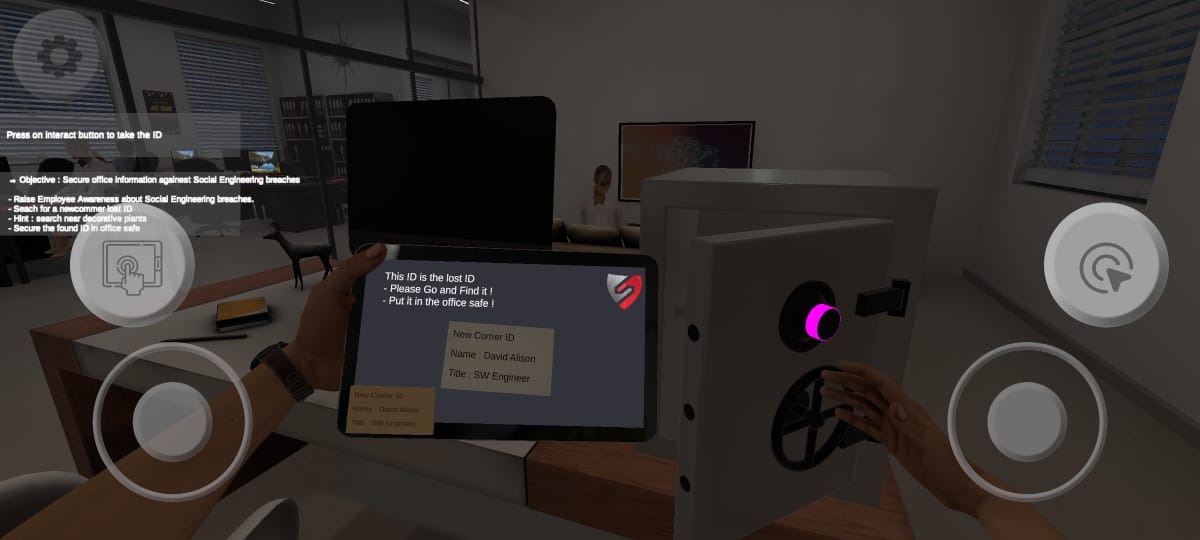 Press on interact button to take the ID
→ Objective : Secure office information againest Social Engineering breaches
- Raise Employee Awareness about Social Engineering breaches.
- Seach for a newcommer lost ID
- Hint : search near decorative plants
- Secure the found ID in office safe
This ID is the lost ID
- Please Go and Find it !
- Put it in the office safe !
New Comer ID
Name : David Alison
Title : SW Engineer
New Comer ID
Name : David Alison
Title : SW Engineer